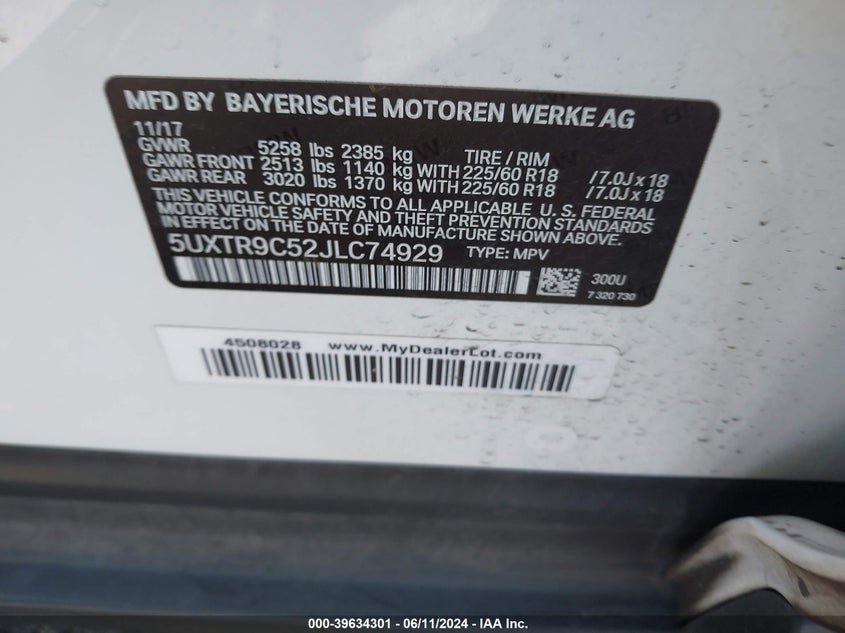 MFD BY BAYERISCHE MOTOREN WERKE AG
11/17
GVWR 5258 lbs 2385 kg TIRE / RIM
GAWR FRONT 2513 lbs 1140 kg WITH 225/60 R18 /7.0J x 18
GAWR REAR 3020 lbs 1370 kg WITH 225/60 R18 /7.0J x 18
THIS VEHICLE CONFORMS TO ALL APPLICABLE U. S. FEDERAL
MOTOR VEHICLE SAFETY AND THEFT PREVENTION STANDARDS
IN EFFECT ON THE DATE OF MANUFACTURE SHOWN ABOVE.
5UXTR9C52JLC74929 TYPE: MPV
300U
7 320 730
4508028 www.MyDealerLot.com
000-39634301 - 06/11/2024 - IAA Inc.